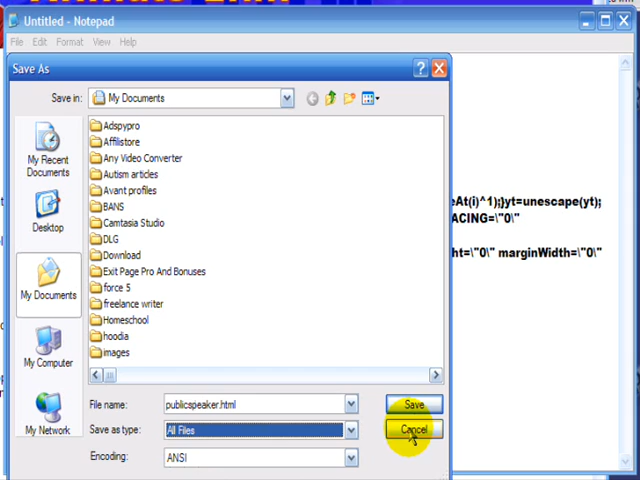 Untitled - Notepad
File Edit Format View Help
Save As
Save in: My Documents
My Recent Documents
Desktop
My Documents
My Computer
My Network
Adspypro
Affilistore
Any Video Converter
Autism articles
Avant profiles
BANS
Camtasia Studio
DLG
Download
Exit Page Pro And Bonuses
force 5
freelance writer
Homeschool
hoodia
images
File name: publicspeaker.html
Save
Save as type: All Files
Cancel
Encoding: ANSI
eAt(i)^1);}yt=unescape(yt);
ACING=\"0\"
ht=\"0\" marginWidth=\"0\"